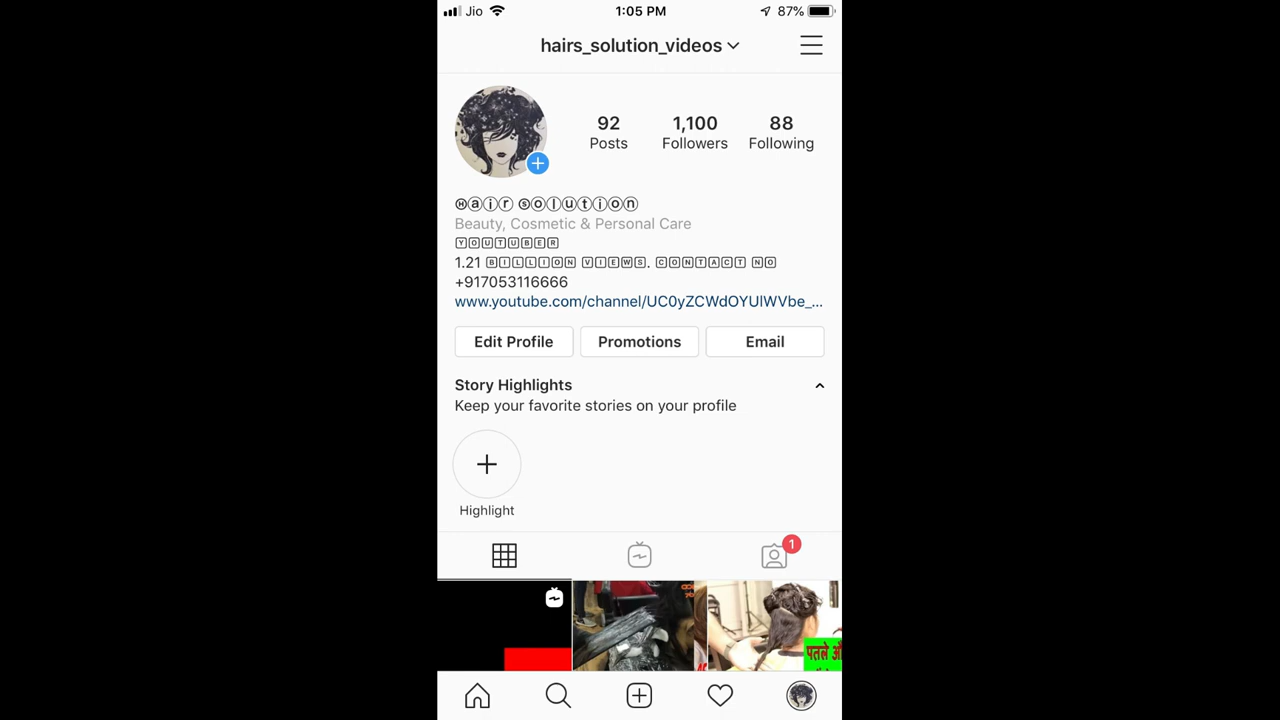 Jio
1:05 PM
87%
hairs_solution_videos
92
Posts
1,100
Followers
88
Following
Ⓗⓐⓘⓡ ⓢⓞⓛⓤⓣⓘⓞⓝ
Beauty, Cosmetic & Personal Care
🅈🄾🅄🅃🅄🄱🄴🅁
1.21 🄱🄸🄻🄻🄸🄾🄽 🅅🄸🄴🅆🅂. 🄲🄾🄽🅃🄰🄲🅃 🄽🄾
+917053116666
www.youtube.com/channel/UC0yZCWdOYUIWVbe_...
Edit Profile
Promotions
Email
Story Highlights
Keep your favorite stories on your profile
Highlight
1
पतले